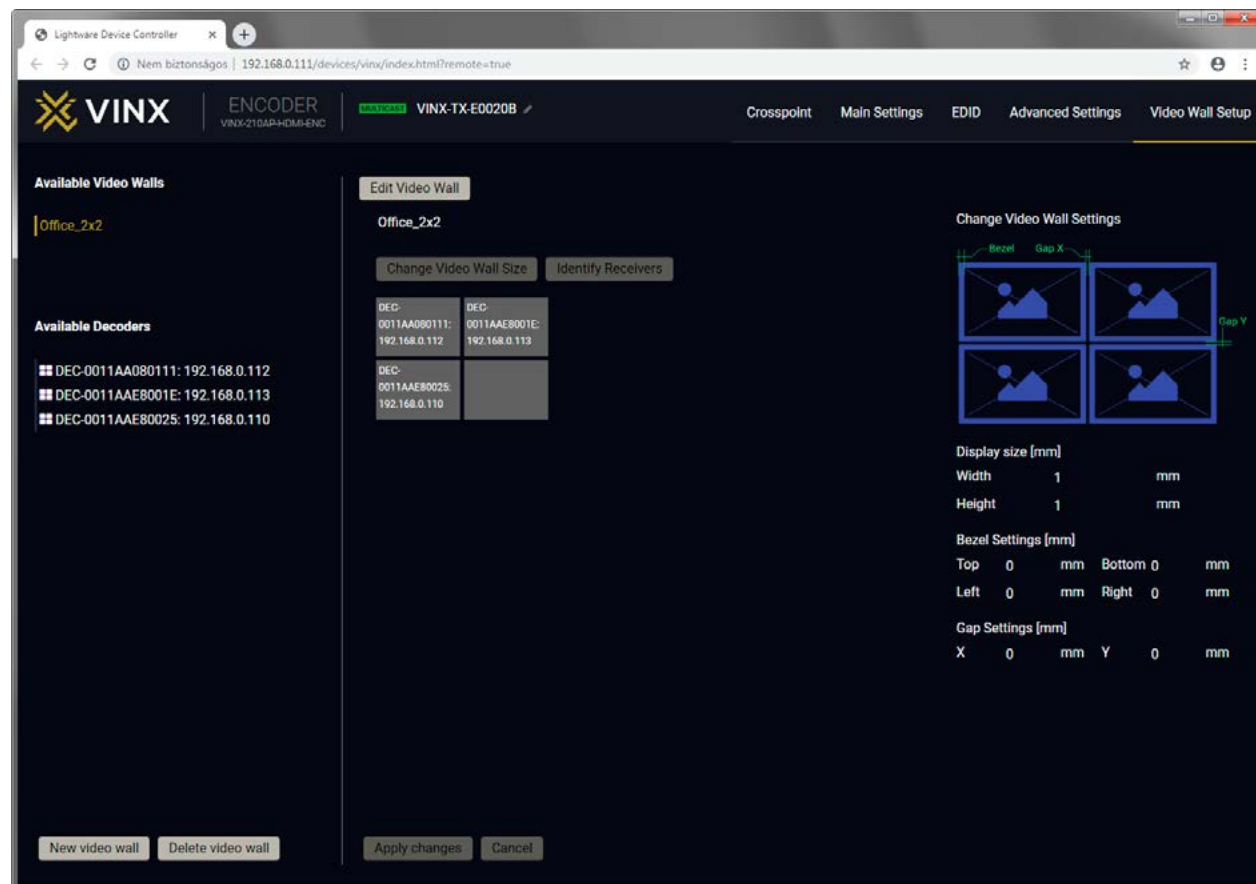 Lightware Device Controller
Nem biztonságos | 192.168.0.111/devices/vinx/index.html?remote=true
VINX
ENCODER
VINX-210AP-HDMI-ENC
MULTICAST VINX-TX-E0020B
Crosspoint Main Settings EDID Advanced Settings Video Wall Setup
Available Video Walls
Office_2x2
Available Decoders
DEC-0011AA080111: 192.168.0.112
DEC-0011AAE8001E: 192.168.0.113
DEC-0011AAE80025: 192.168.0.110
New video wall Delete video wall
Edit Video Wall
Office_2x2
Change Video Wall Size Identify Receivers
DEC-
0011AA080111:
192.168.0.112
DEC-
0011AAE8001E:
192.168.0.113
DEC-
0011AAE80025:
192.168.0.110
Apply changes Cancel
Change Video Wall Settings
Bezel Gap X
Gap Y
Display size [mm]
Width 1 mm
Height 1 mm
Bezel Settings [mm]
Top 0 mm Bottom 0 mm
Left 0 mm Right 0 mm
Gap Settings [mm]
X 0 mm Y 0 mm